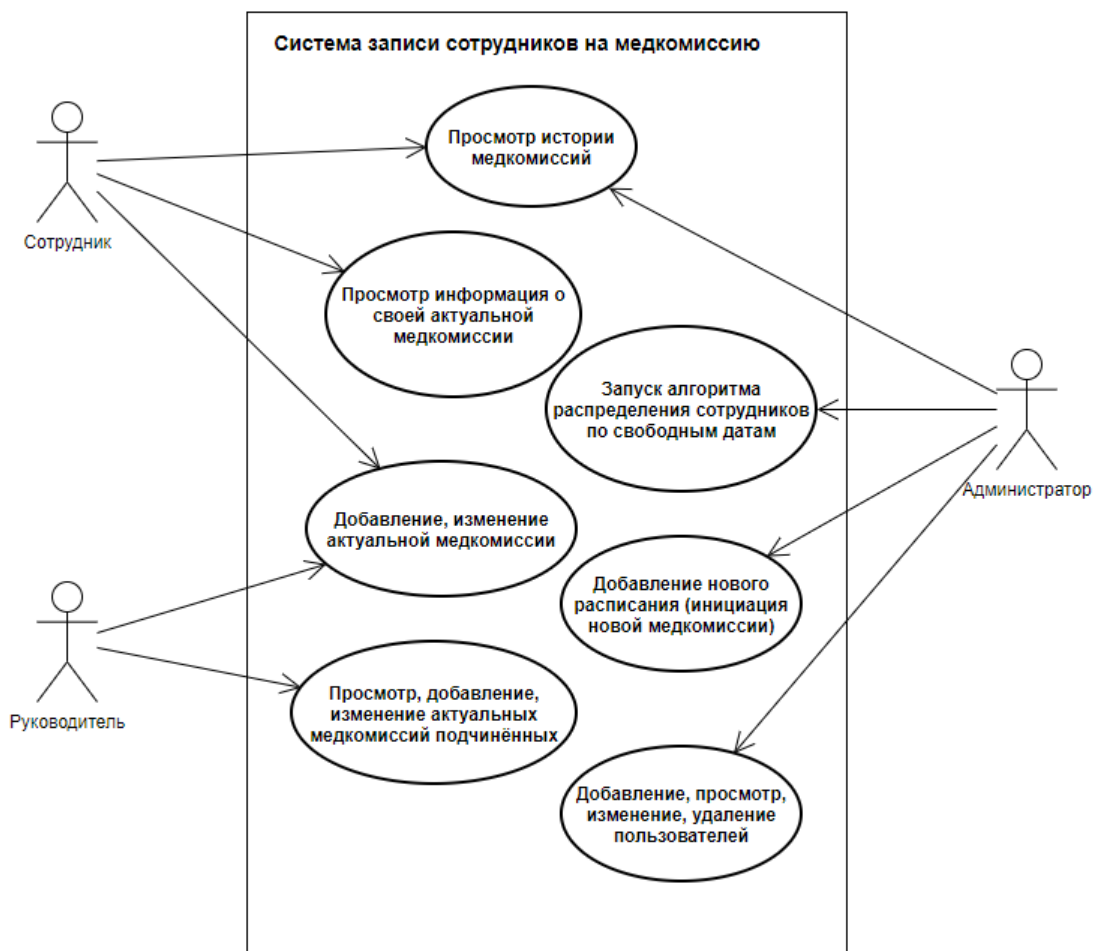 Система записи сотрудников на медкомиссию
Просмотр истории
медкомиссий
Сотрудник
Просмотр информация о
своей актуальной
медкомиссии
Запуск алгоритма
распределения сотрудников
по свободным датам
Администратор
Добавление, изменение
актуальной медкомиссии
Добавление нового
расписания (инициация
новой медкомиссии)
Руководитель
Просмотр, добавление,
изменение актуальных
медкомиссий подчинённых
Добавление, просмотр,
изменение, удаление
пользователей